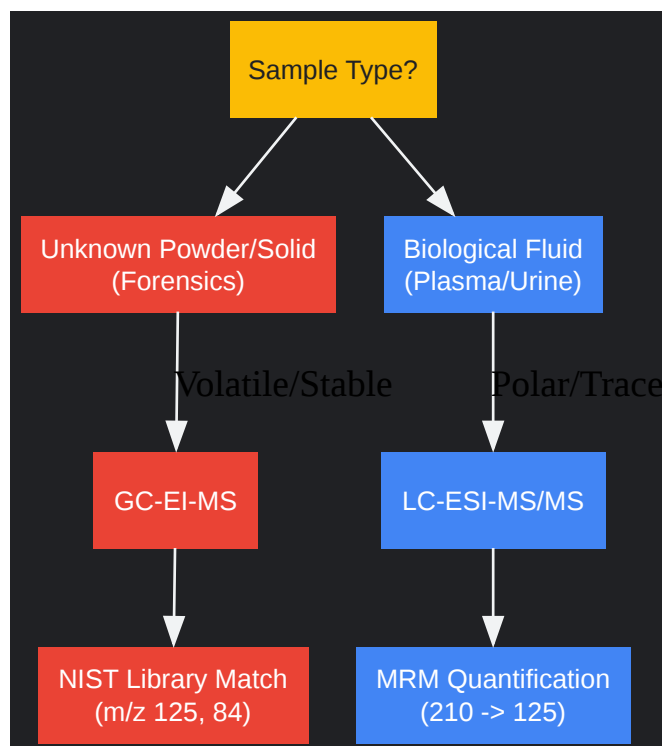 Sample Type?
Unknown Powder/Solid
(Forensics)
Biological Fluid
(Plasma/Urine)
Volatile/Stable
Polar/Trace
GC-EI-MS
LC-ESI-MS/MS
NIST Library Match
(m/z 125, 84)
MRM Quantification
(210 -> 125)